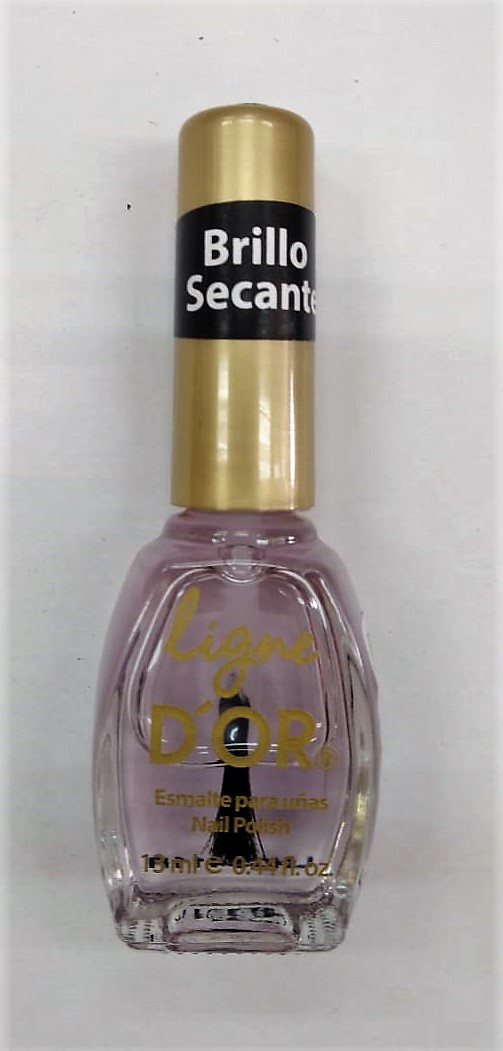 Brillo
Secante
ligne
D'OR®
Esmalte para uñas
Nail Polish
13 ml e 0.44 fl. oz.